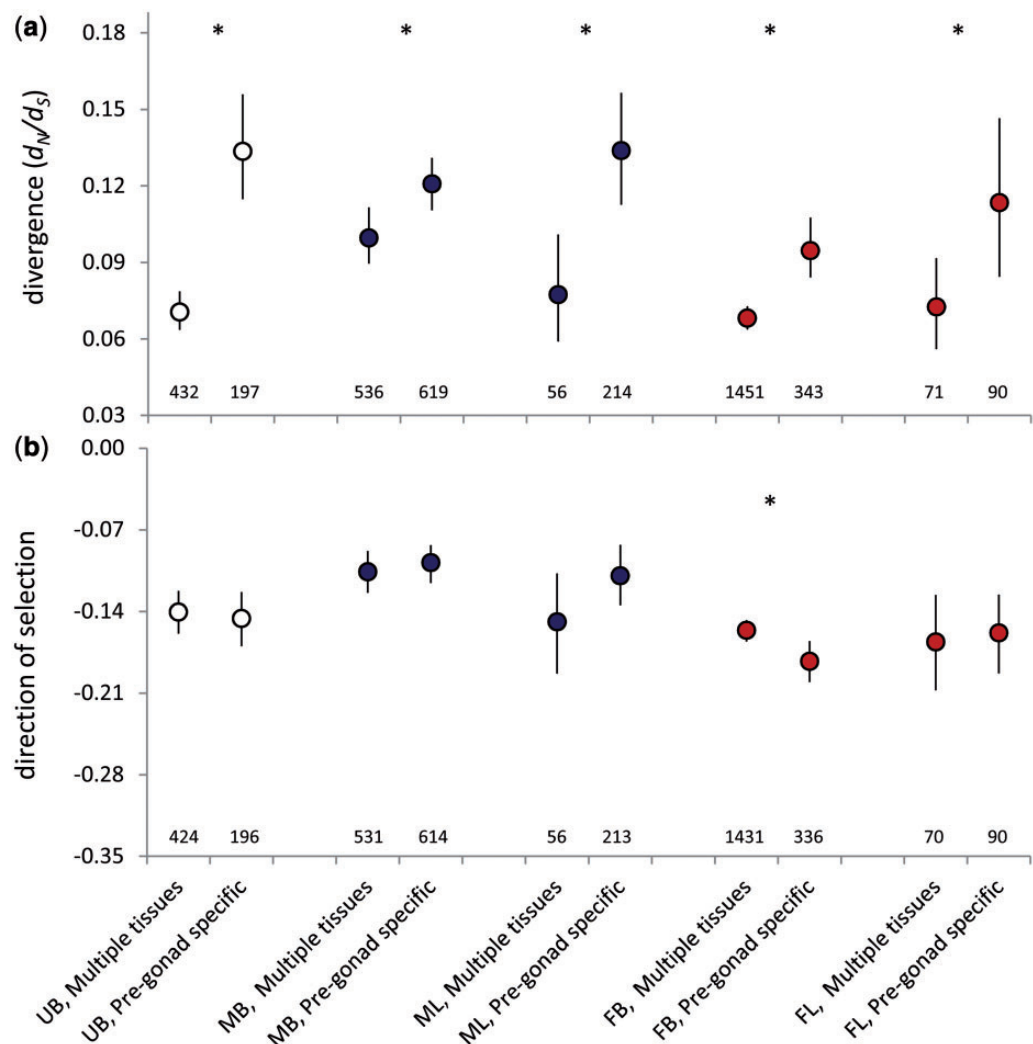 (a)
* * * * *
divergence (dN/dS)
0.18
0.15
0.12
0.09
0.06
0.03
432 197 536 619 56 214 1451 343 71 90
(b)
*
direction of selection
0.00
-0.07
-0.14
-0.21
-0.28
-0.35
424 196 531 614 56 213 1431 336 70 90
UB, Multiple tissues
UB, Pre-gonad specific
MB, Multiple tissues
MB, Pre-gonad specific
ML, Multiple tissues
ML, Pre-gonad specific
FB, Multiple tissues
FB, Pre-gonad specific
FL, Multiple tissues
FL, Pre-gonad specific